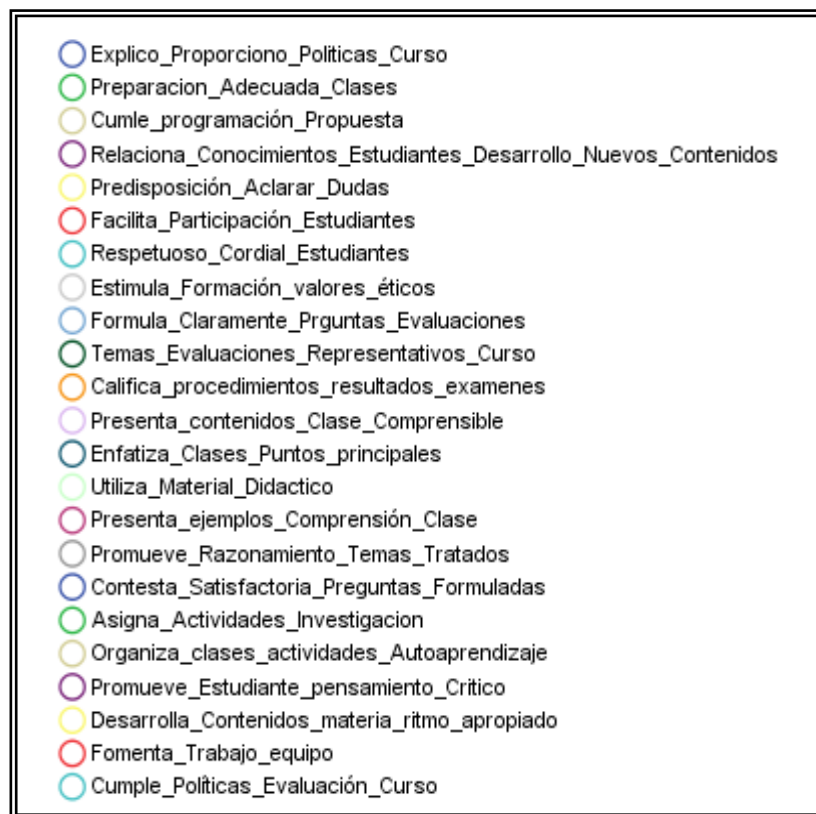 Explico_Proporciono_Politicas_Curso
Preparacion_Adecuada_Clases
Cumle_programación_Propuesta
Relaciona_Conocimientos_Estudiantes_Desarrollo_Nuevos_Contenidos
Predisposición_Aclarar_Dudas
Facilita_Participación_Estudiantes
Respetuoso_Cordial_Estudiantes
Estimula_Formación_valores_éticos
Formula_Claramente_Prguntas_Evaluaciones
Temas_Evaluaciones_Representativos_Curso
Califica_procedimientos_resultados_examenes
Presenta_contenidos_Clase_Comprensible
Enfatiza_Clases_Puntos_principales
Utiliza_Material_Didactico
Presenta_ejemplos_Comprensión_Clase
Promueve_Razonamiento_Temas_Tratados
Contesta_Satisfactoria_Preguntas_Formuladas
Asigna_Actividades_Investigacion
Organiza_clases_actividades_Autoaprendizaje
Promueve_Estudiante_pensamiento_Critico
Desarrolla_Contenidos_materia_ritmo_apropiado
Fomenta_Trabajo_equipo
Cumple_Políticas_Evaluación_Curso